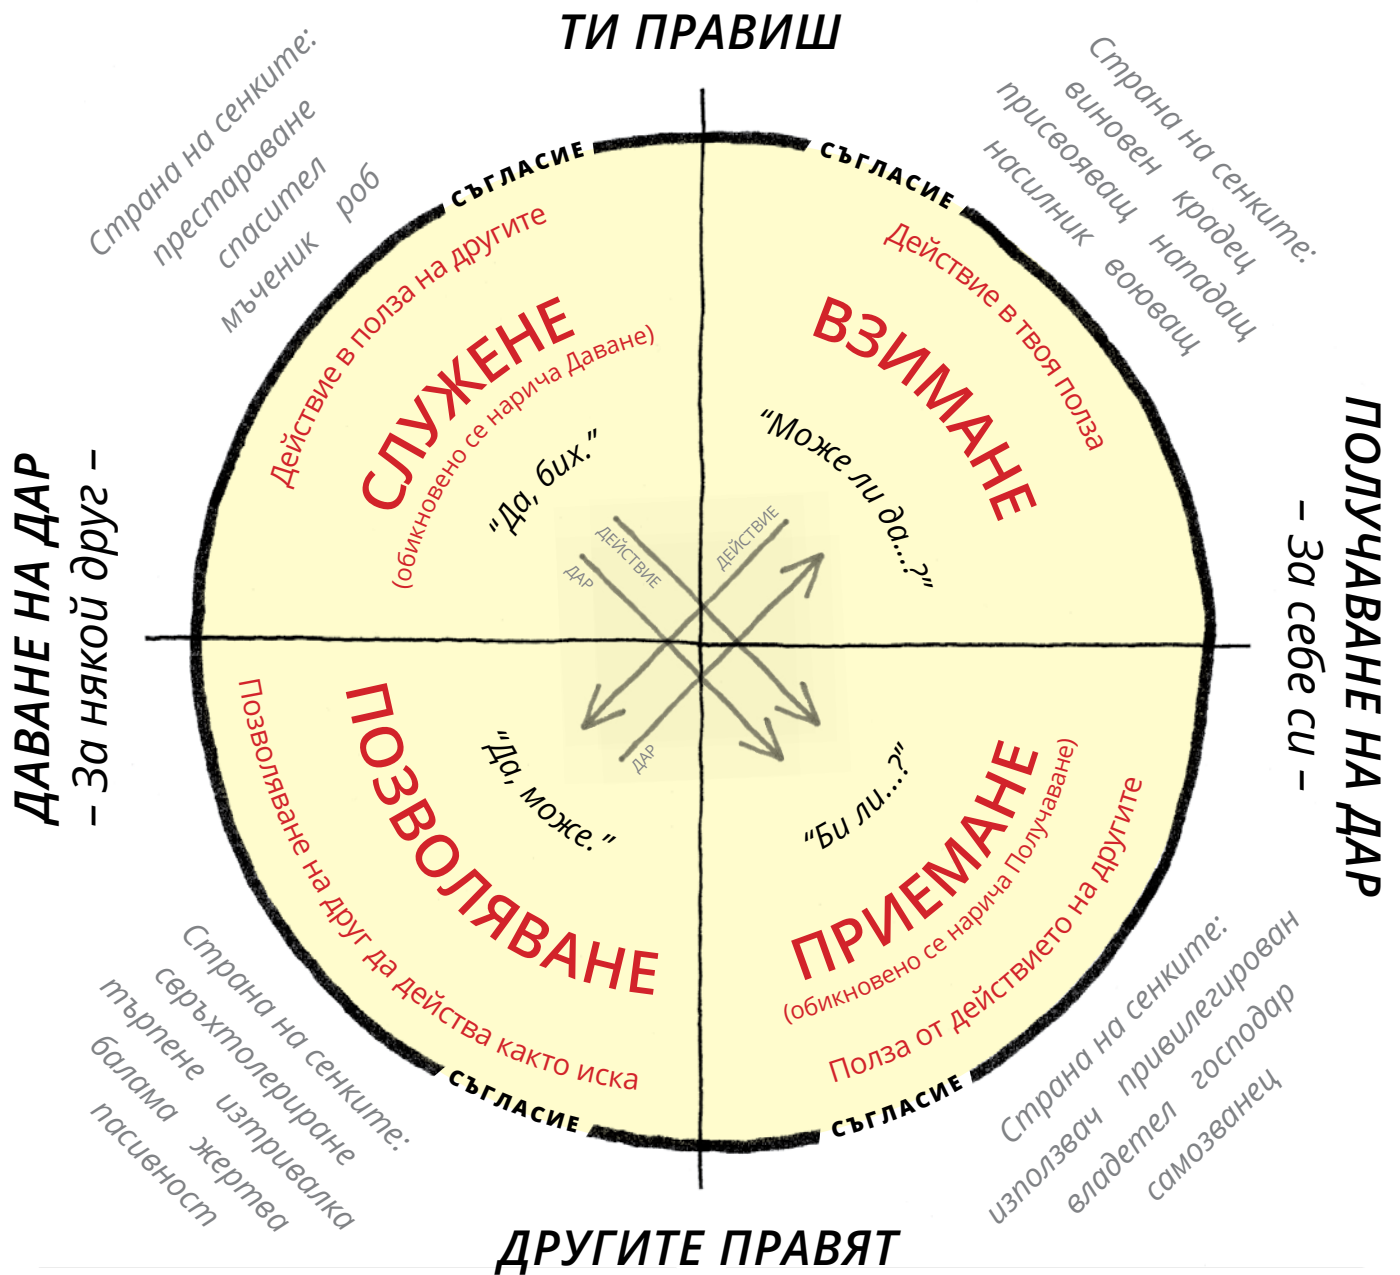 ТИ ПРАВИШ
Страна на сенките:
престараване
спасител
мъченик роб
Страна на сенките:
виновен крадец
присвояващ нападащ
насилник воюващ
СЪГЛАСИЕ
СЪГЛАСИЕ
Действие в полза на другите
СЛУЖЕНЕ
(обикновено се нарича Даване)
“Да, бих.”
Действие в твоя полза
ВЗИМАНЕ
“Може ли да...?”
ДАВАНЕ НА ДАР
– За някой друг –
ПОЛУЧАВАНЕ НА ДАР
– За себе си –
ДЕЙСТВИЕ
ДАР
ДЕЙСТВИЕ
ДАР
“Да, може.”
ПОЗВОЛЯВАНЕ
Позволяване на друг да действа както иска
“Би ли...?”
ПРИЕМАНЕ
(обикновено се нарича Получаване)
Полза от действието на другите
СЪГЛАСИЕ
СЪГЛАСИЕ
Страна на сенките:
свръхтолериране
търпене изтривалка
балама жертва
пасивност
Страна на сенките:
използвач привилегирован
владетел господар
самозванец
ДРУГИТЕ ПРАВЯТ